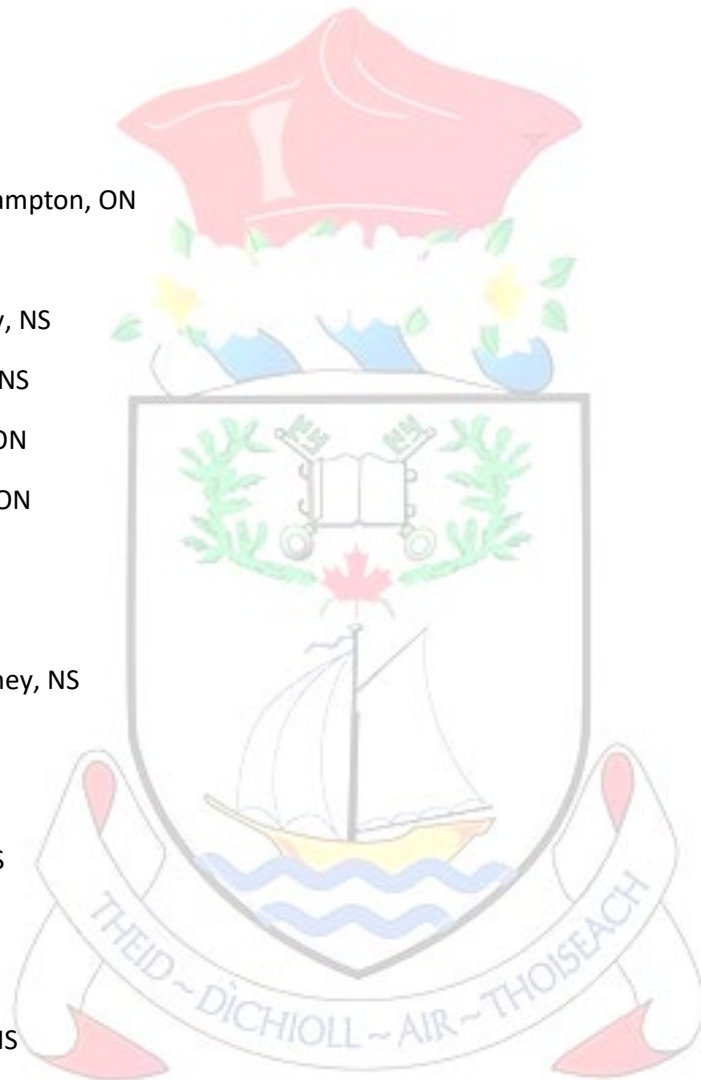 ampton, ON
, NS
NS
ON
ON
ney, NS
S
THEID ~ DÌCHIOLL ~ AIR ~ THOISEACH
NS